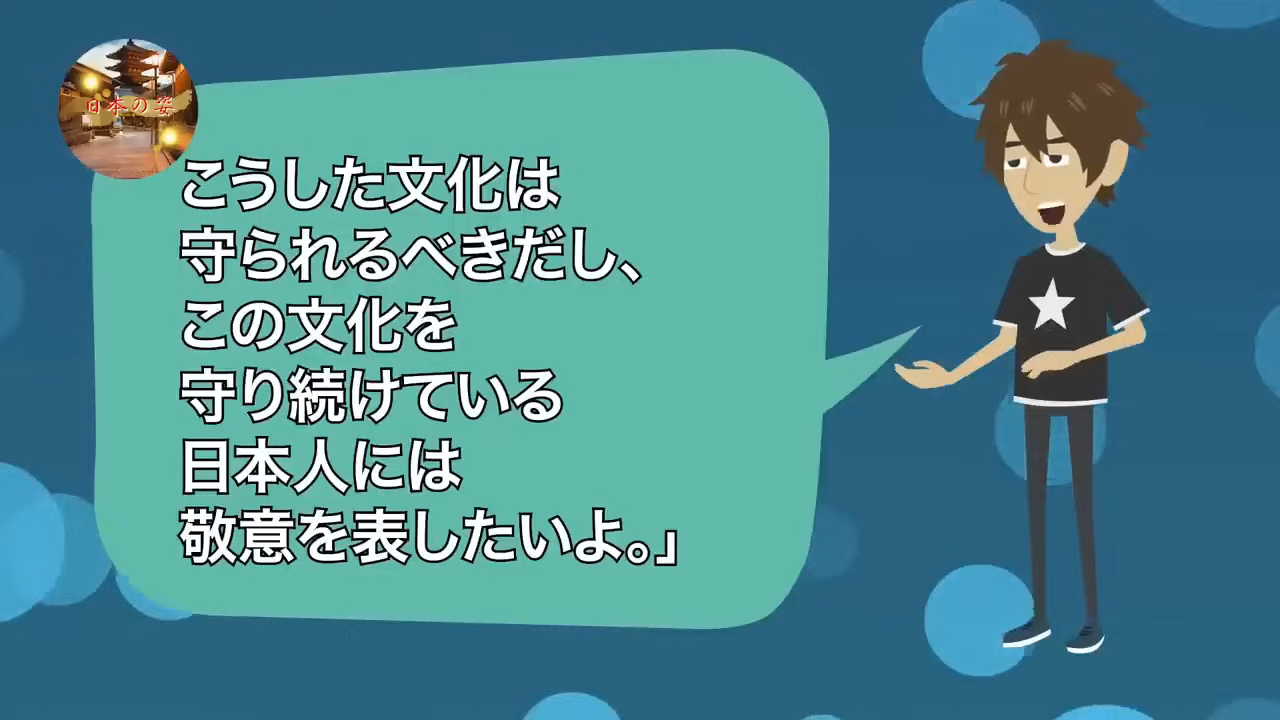 日本の姿
こうした文化は
守られるべきだし、
この文化を
守り続けている
日本人には
敬意を表したいよ。」